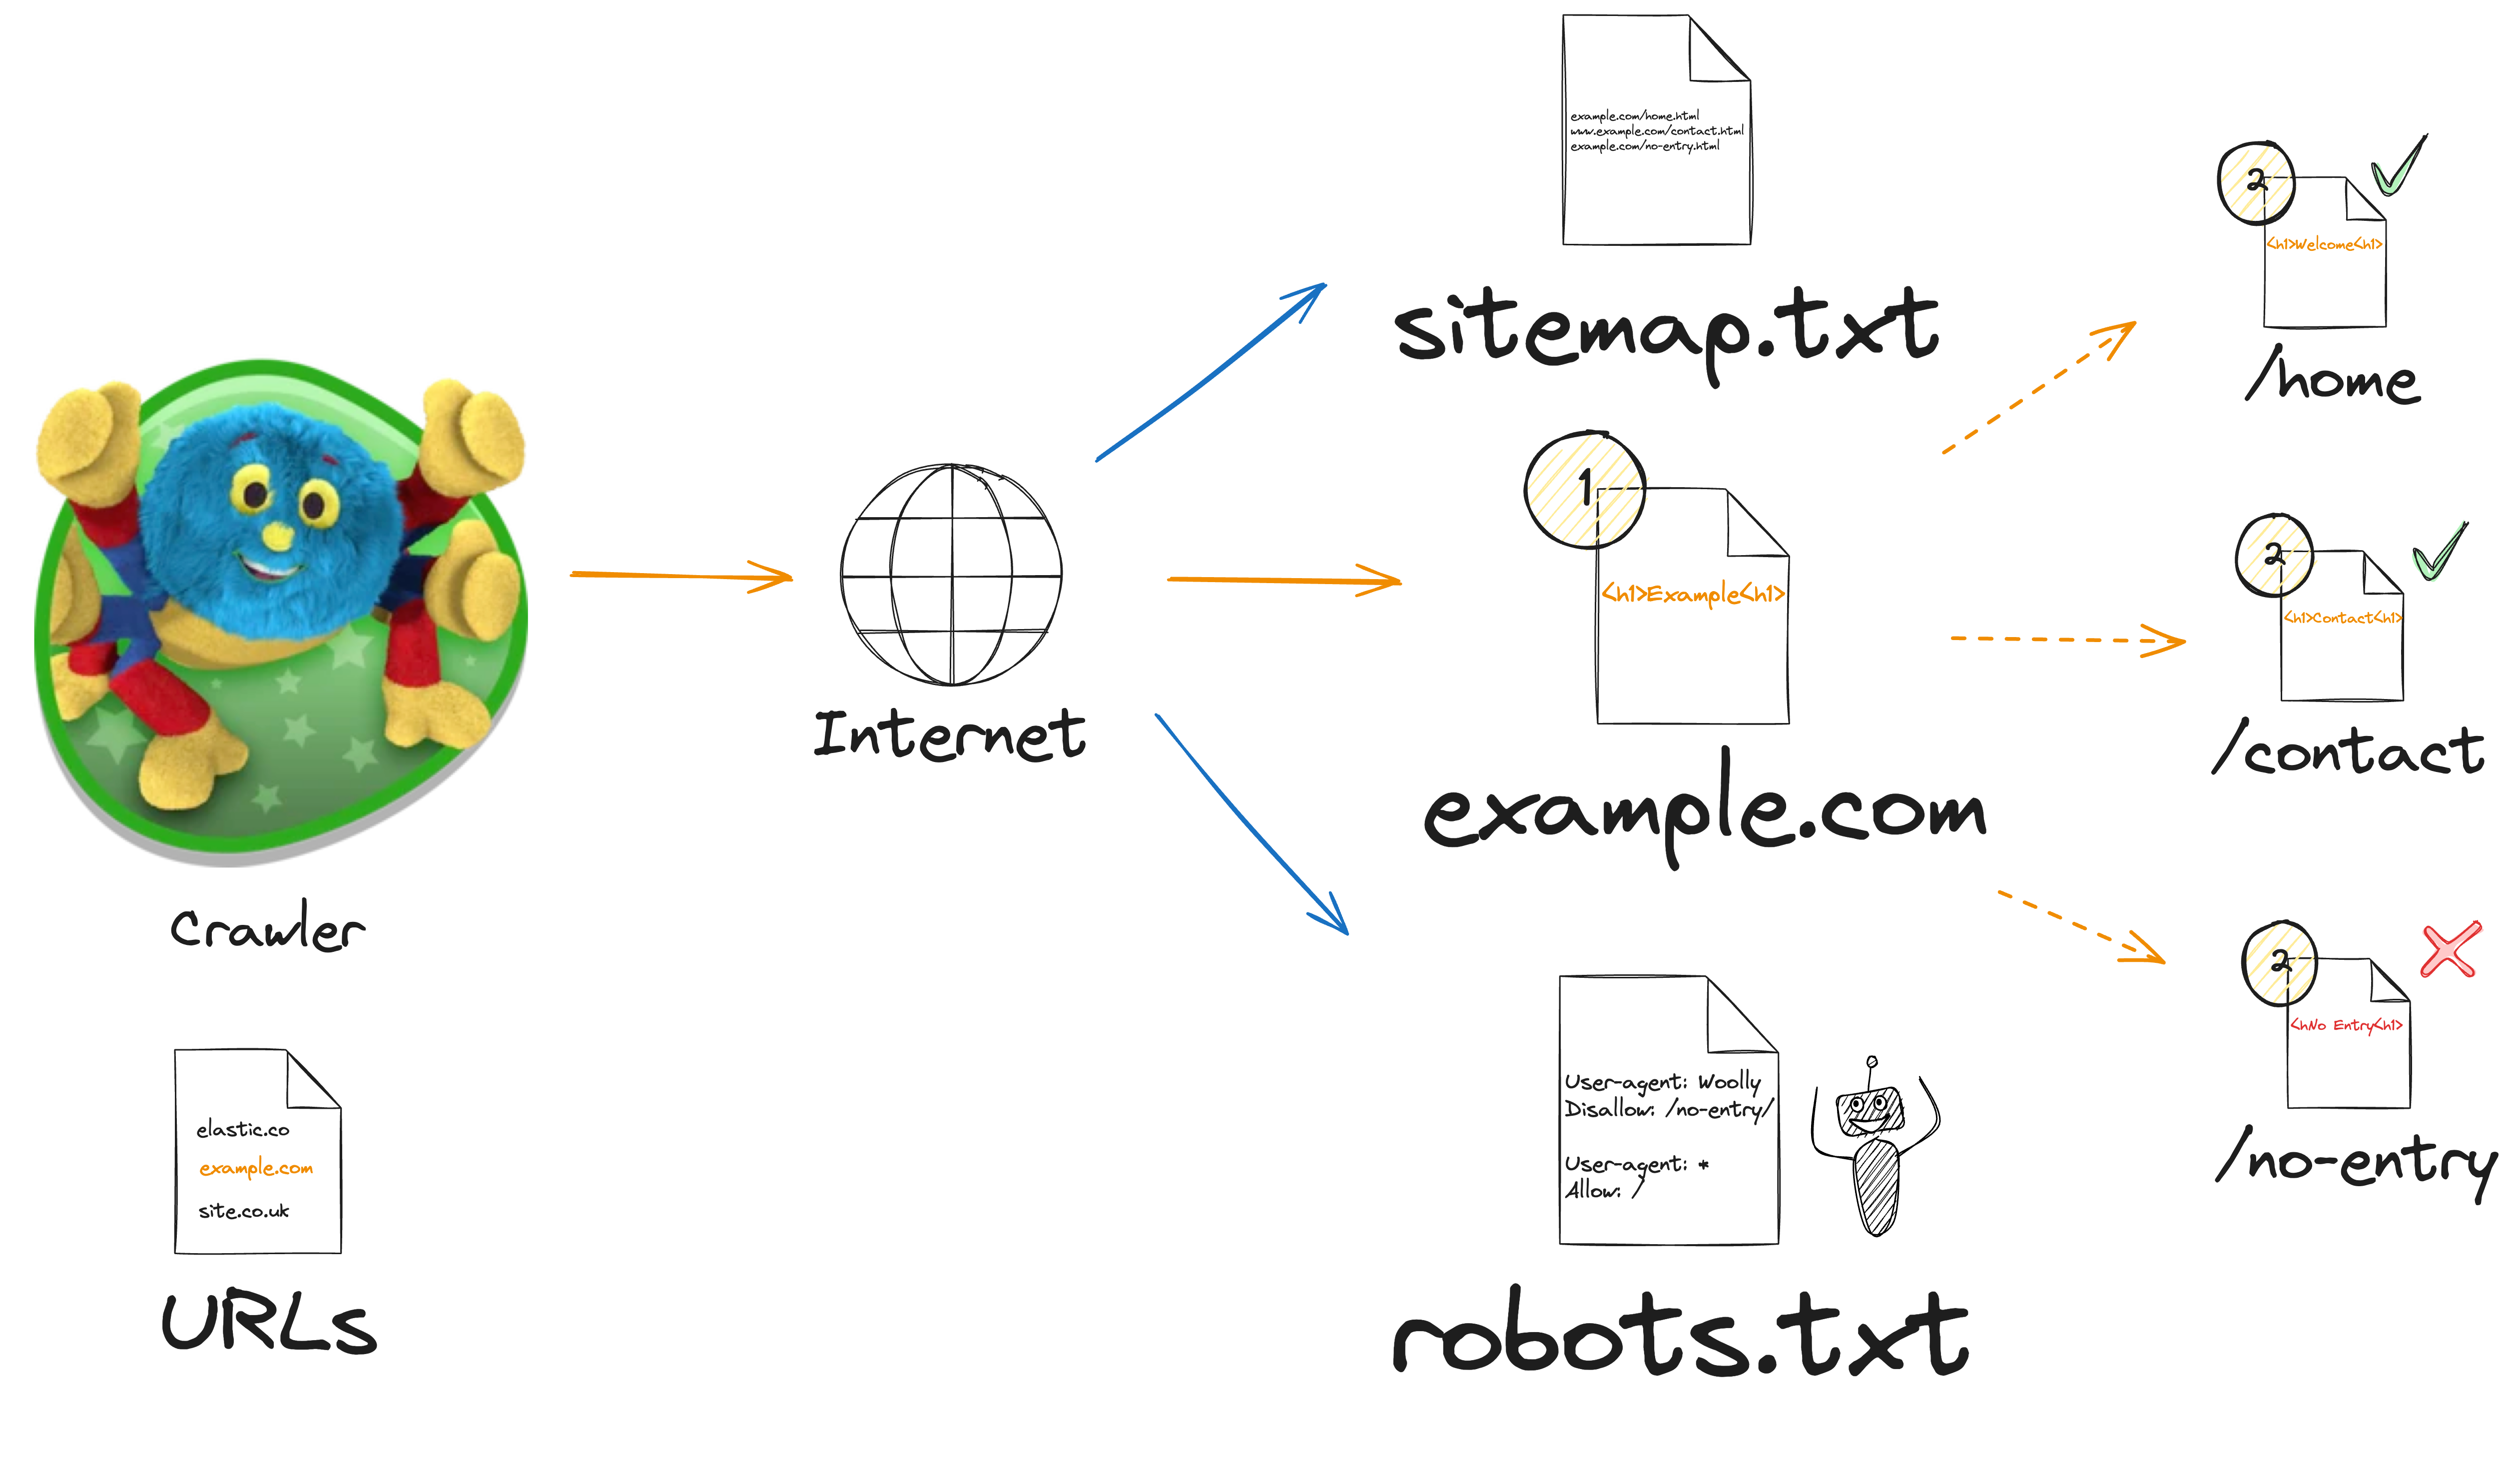 Crawler
elastic.co
example.com
site.co.uk
URLs
Internet
example.com/home.html
www.example.com/contact.html
example.com/no-entry.html
sitemap.txt
1
<h1>Example<h1>
example.com
User-agent: Woolly
Disallow: /no-entry/
User-agent: *
Allow: /
robots.txt
2
<h1>Welcome<h1>
/home
2
<h1>Contact<h1>
/contact
2
<hNo Entry<h1>
/no-entry